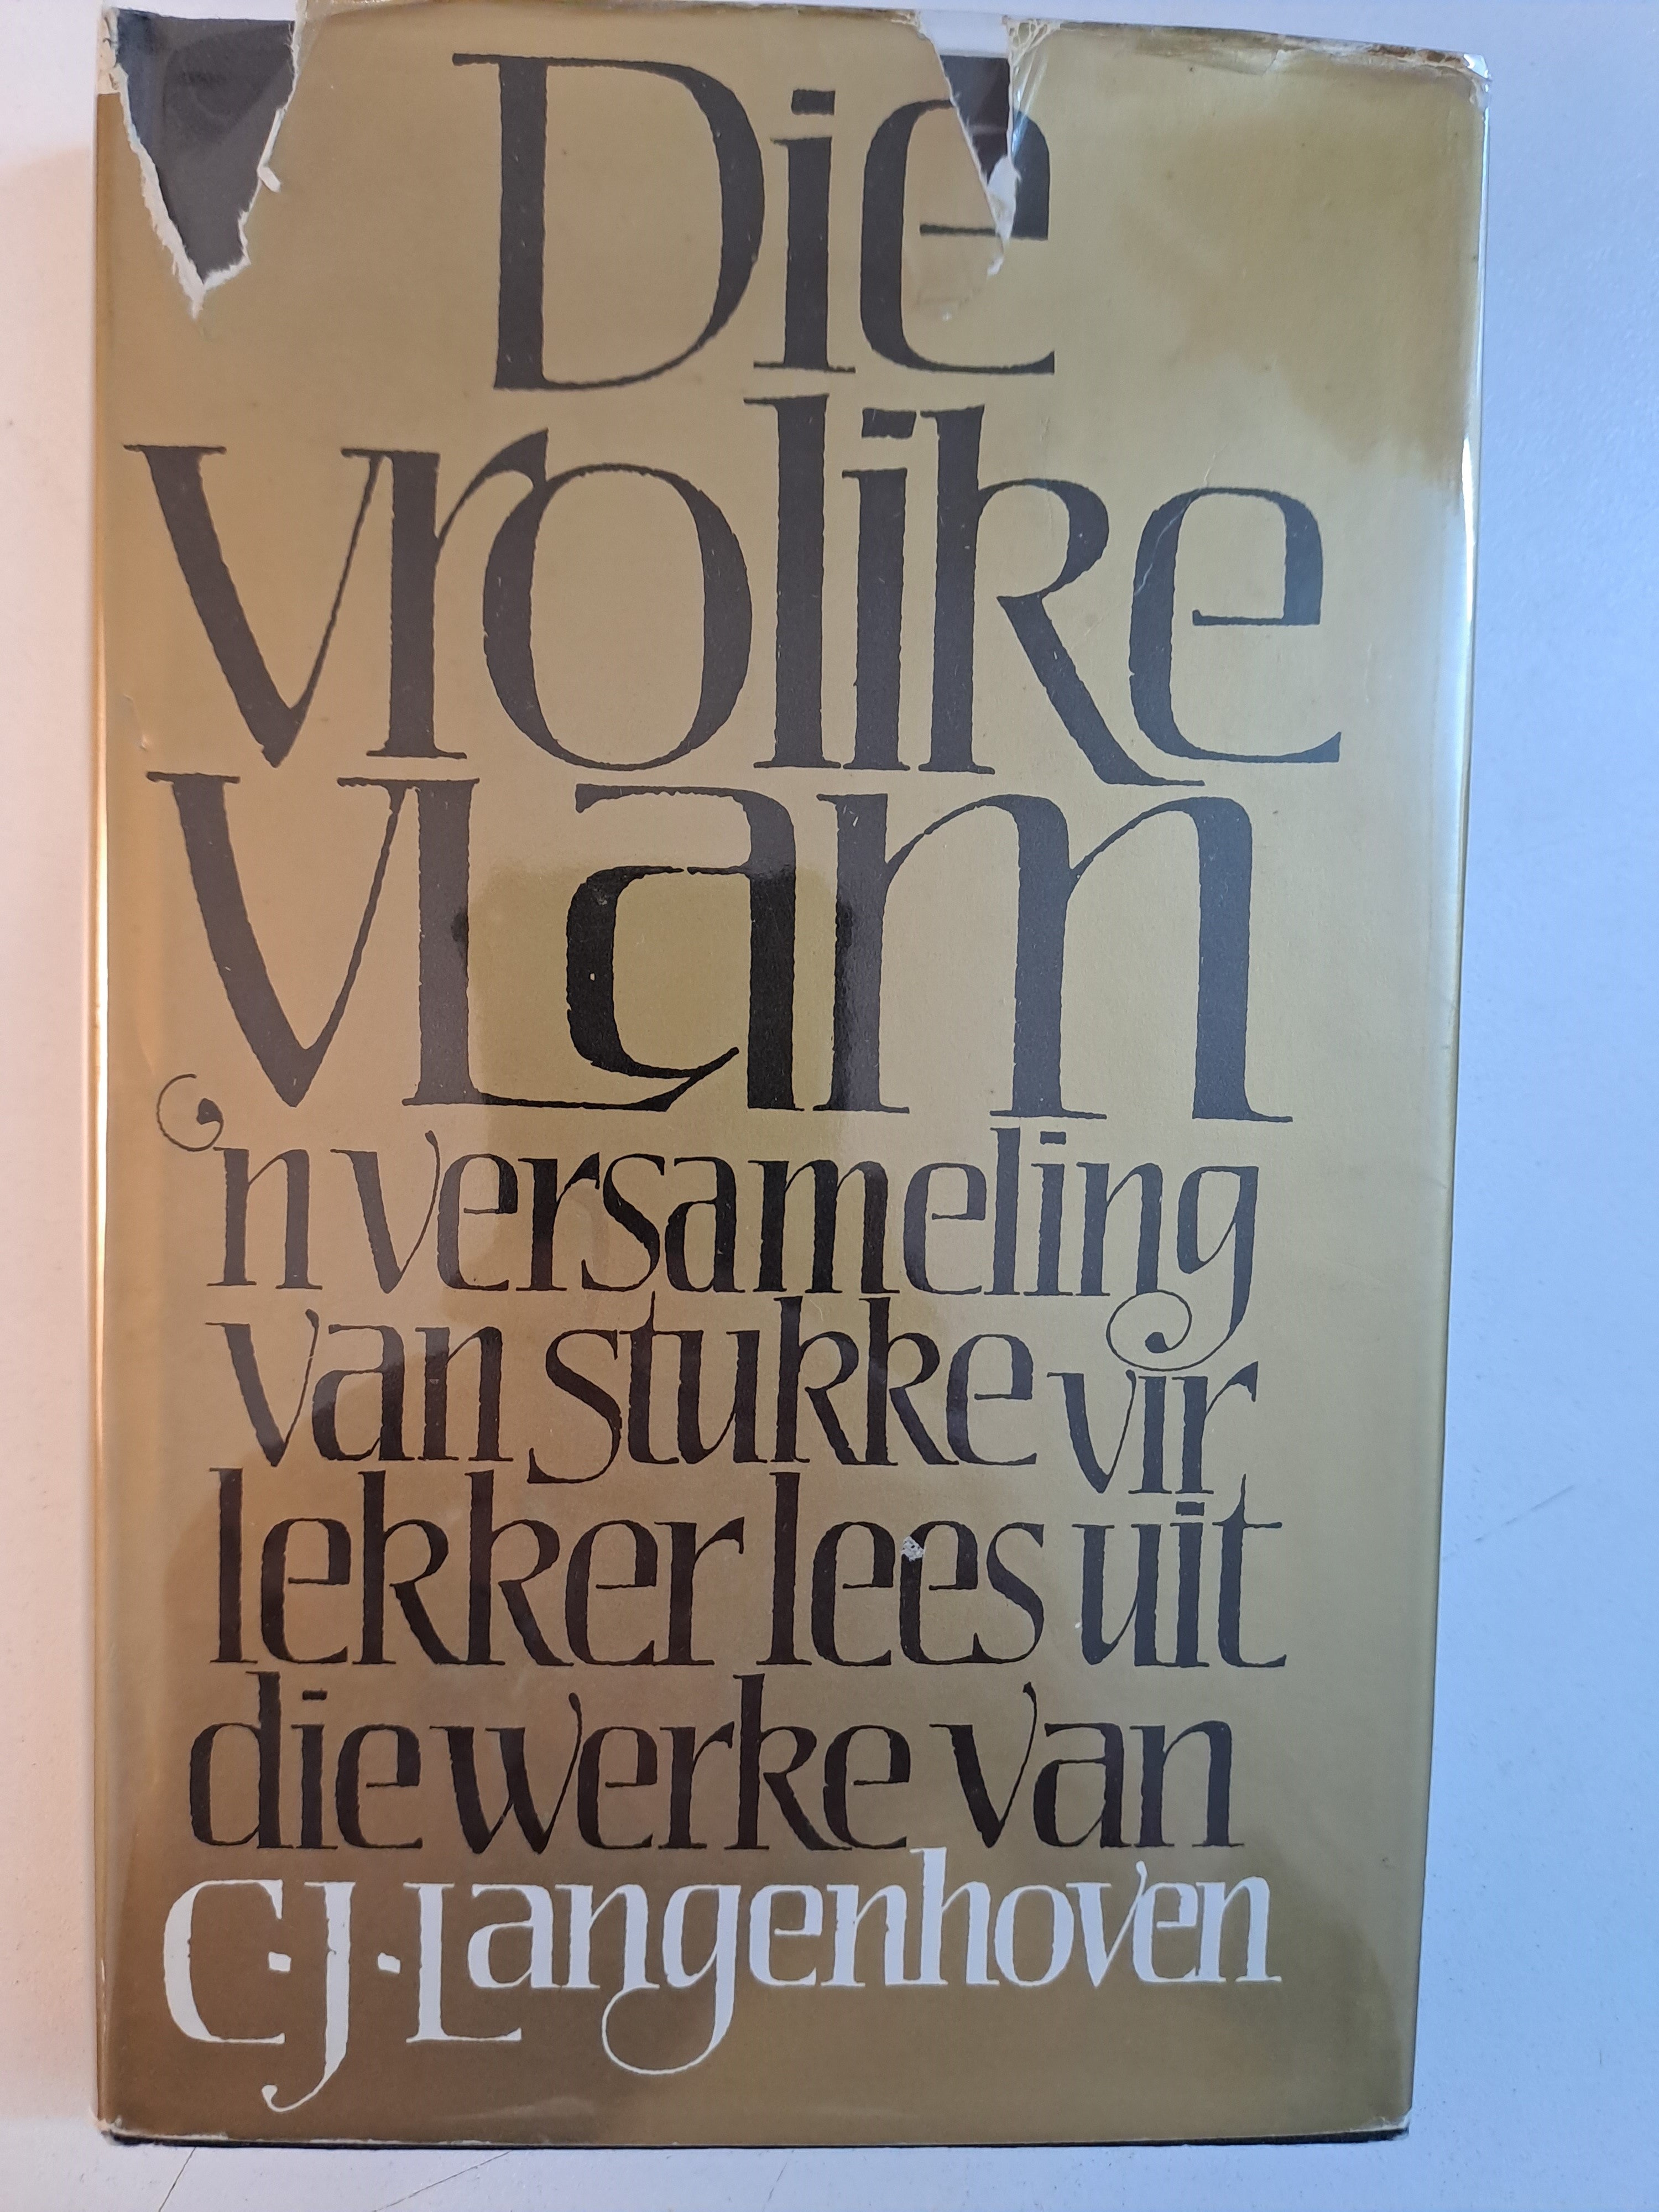 Die
vrolike
vlam
'n versameling
van stukke vir
lekker lees uit
die werke van
C.J. Langenhoven